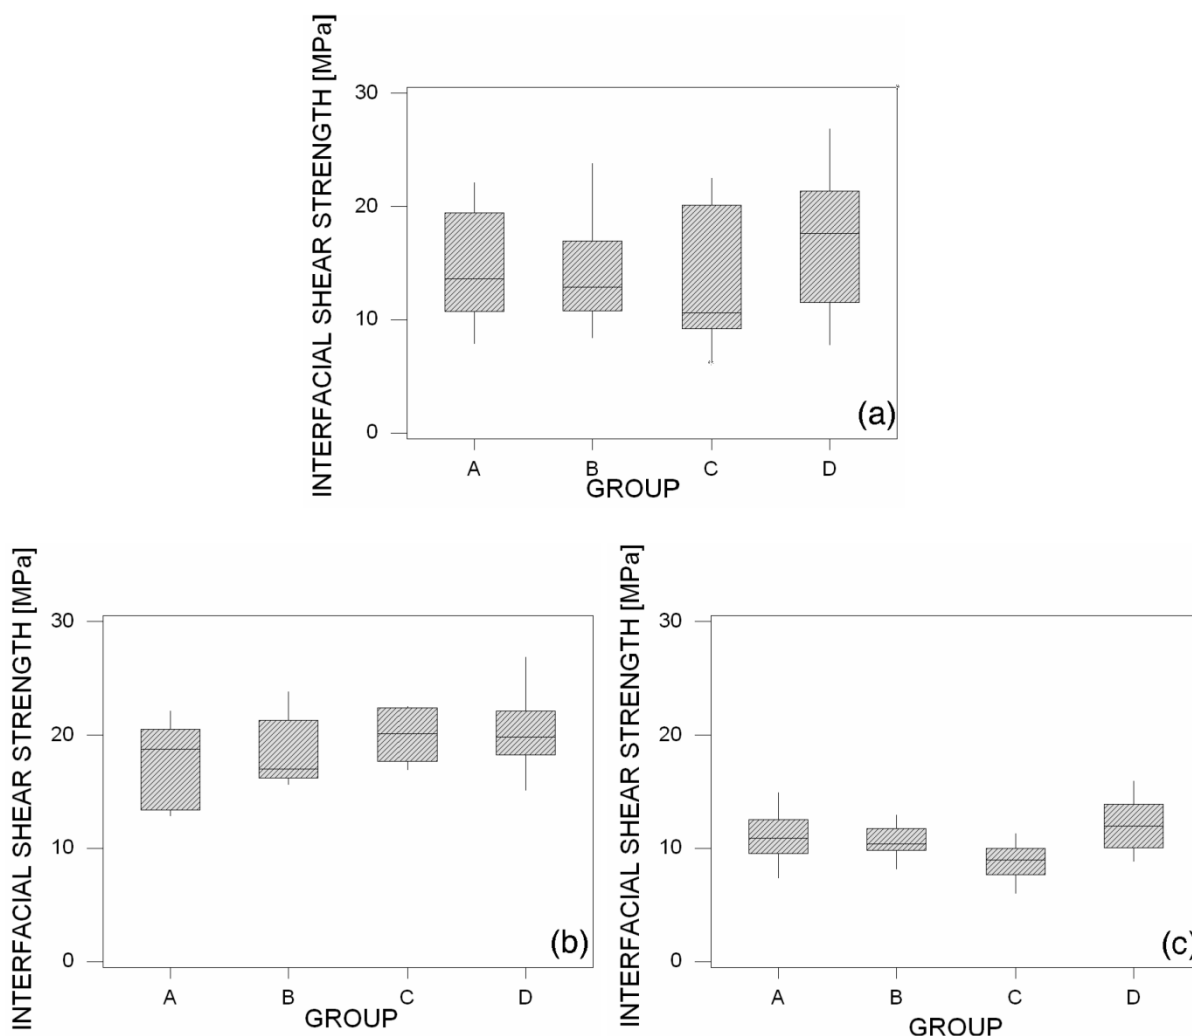 INTERFACIAL SHEAR STRENGTH [MPa]
30
20
10
0
A B C D
GROUP
(a)
INTERFACIAL SHEAR STRENGTH [MPa]
30
20
10
0
A B C D
GROUP
(b)
INTERFACIAL SHEAR STRENGTH [MPa]
30
20
10
0
A B C D
GROUP
(c)